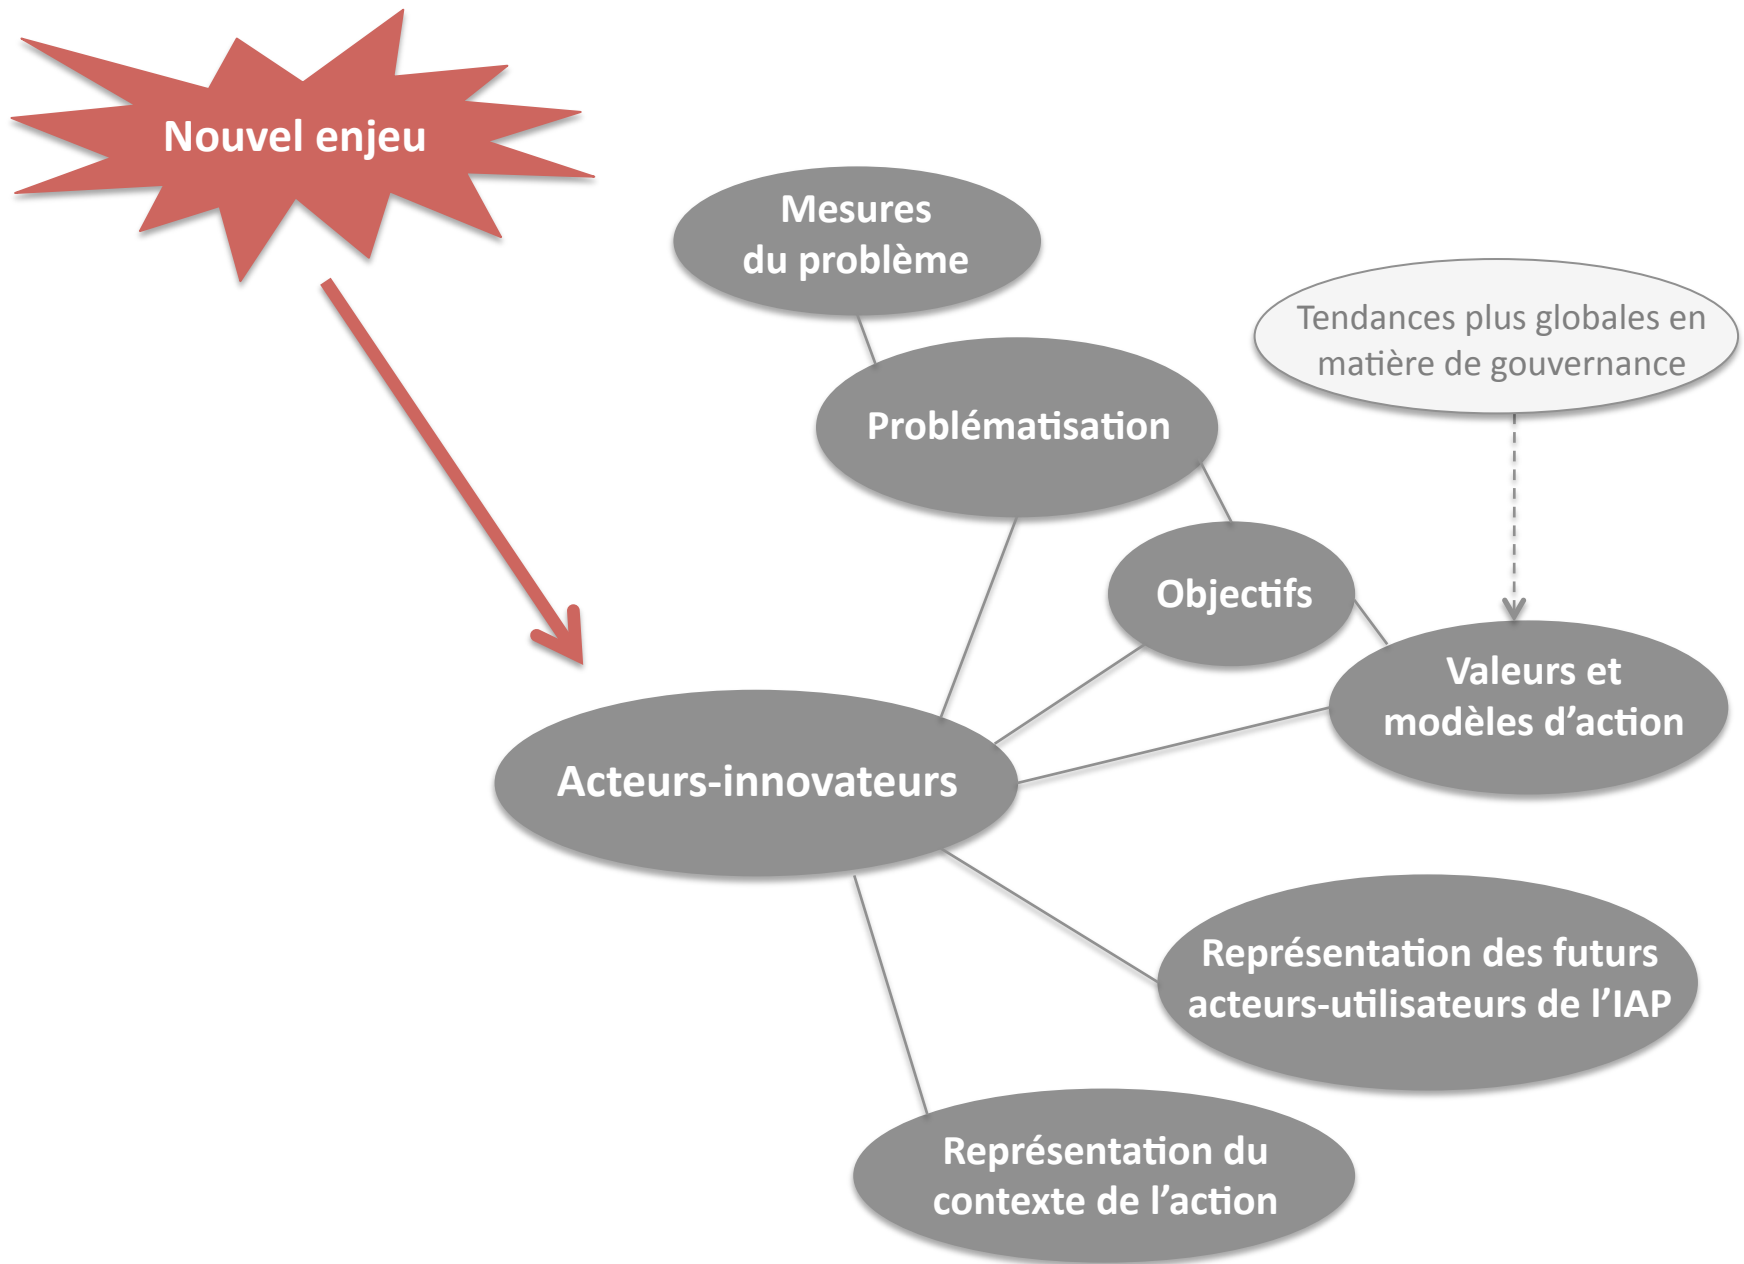 Nouvel enjeu
Mesures
du problème
Tendances plus globales en
matière de gouvernance
Problématisation
Objectifs
Valeurs et
modèles d’action
Acteurs-innovateurs
Représentation des futurs
acteurs-utilisateurs de l’IAP
Représentation du
contexte de l’action